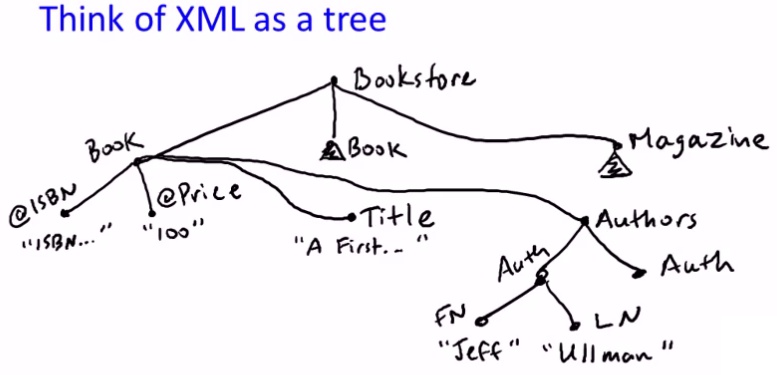 Think of XML as a tree
Bookstore
Book
Book
Magazine
@ISBN
@Price
Title
Authors
"ISBN..."
"100"
"A First..."
Auth
Auth
FN
LN
"Jeff"
"Ullman"